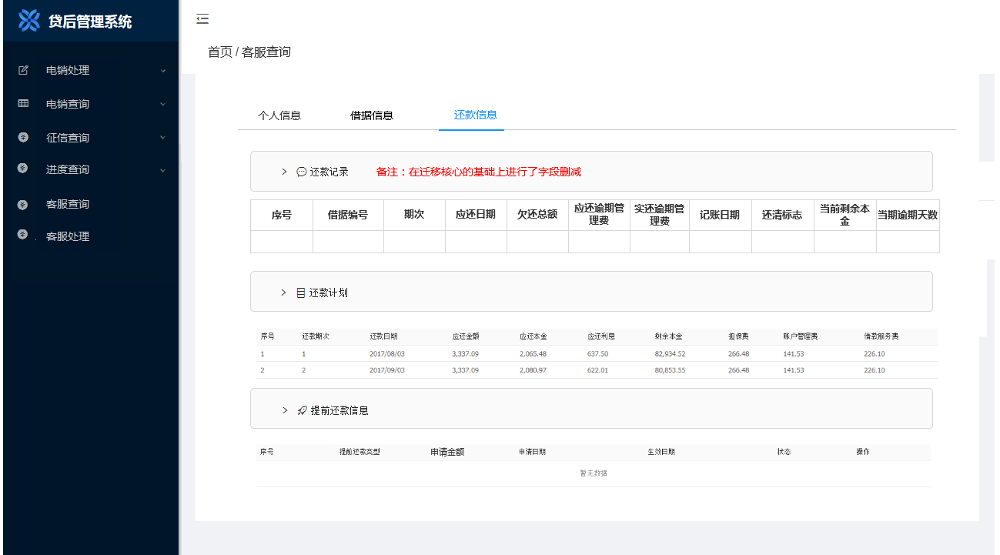 贷后管理系统
首页 / 客服查询
电销处理
电销查询
征信查询
进度查询
客服查询
客服处理
个人信息 借据信息 还款信息
还款记录 备注：在迁移核心的基础上进行了字段删减
序号 借据编号 期次 应还日期 欠还总额 应还逾期管理费 实还逾期管理费 记账日期 还清标志 当前剩余本金 当期逾期天数
还款计划
序号 还款期次 还款日期 应还金额 应还本金 应还利息 剩余本金 担保费 账户管理费 借款服务费
1 1 2017/08/03 3,337.09 2,065.48 637.50 82,934.52 266.48 141.53 226.10
2 2 2017/09/03 3,337.09 2,080.97 622.01 80,853.55 266.48 141.53 226.10
提前还款信息
序号 提前还款类型 申请金额 申请日期 生效日期 状态 操作
暂无数据